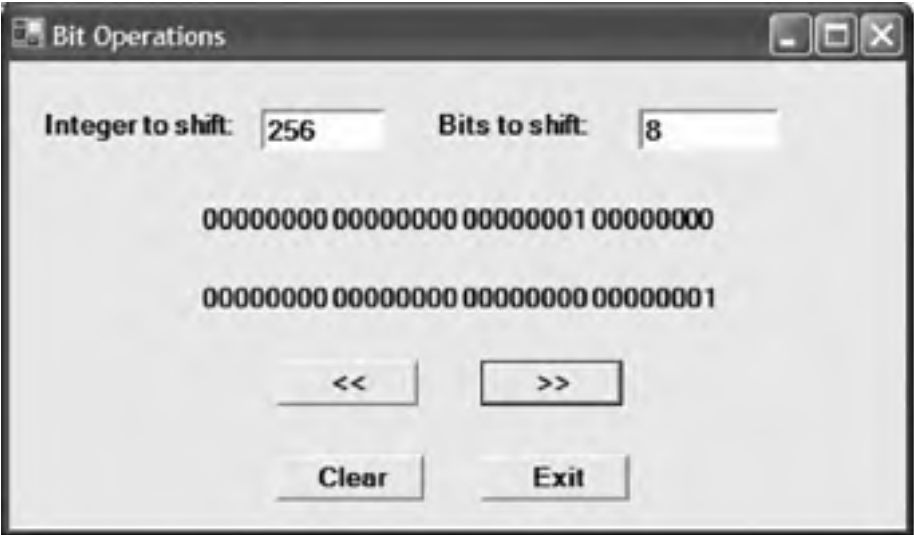 Bit Operations
Integer to shift: 256 Bits to shift: 8
00000000 00000000 00000001 00000000
00000000 00000000 00000000 00000001
<< >>
Clear Exit